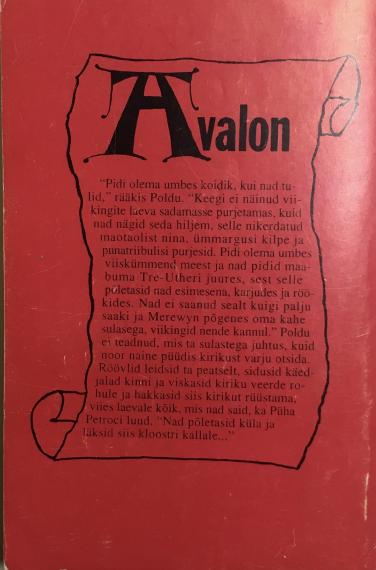 Avalon
"Pidi olema umbes koidik, kui nad tu-
lid," rääkis Poldu. "Keegi ei näinud vii-
kingite laeva sadamasse purjetamas, kuid
nad nägid seda hiljem, selle nikerdatud
maotaolist nina, ümmargusi kilpe ja
punatriibulisi purjesid. Pidi olema umbes
viiskümmend meest ja nad pidid maa-
buma Tre-Utheri juures, sest selle
põletasid nad esimesena, karjudes ja röö-
kides. Nad ei saanud sealt kuigi palju
saaki ja Merewyn põgenes oma kahe
sulasega, viikingid nende kannul." Poldu
ei teadnud, mis ta sulastega juhtus, kuid
noor naine püüdis kirikust varju otsida.
Röövlid leidsid ta peatselt, sidusid käed-
jalad kinni ja viskasid kiriku veerde ro-
hule ja hakkasid siis kirikut rüüstama,
viies laevale kõik, mis nad said, ka Püha
Petroci luud. "Nad põletasid küla ja
läksid siis kloostri kallale..."